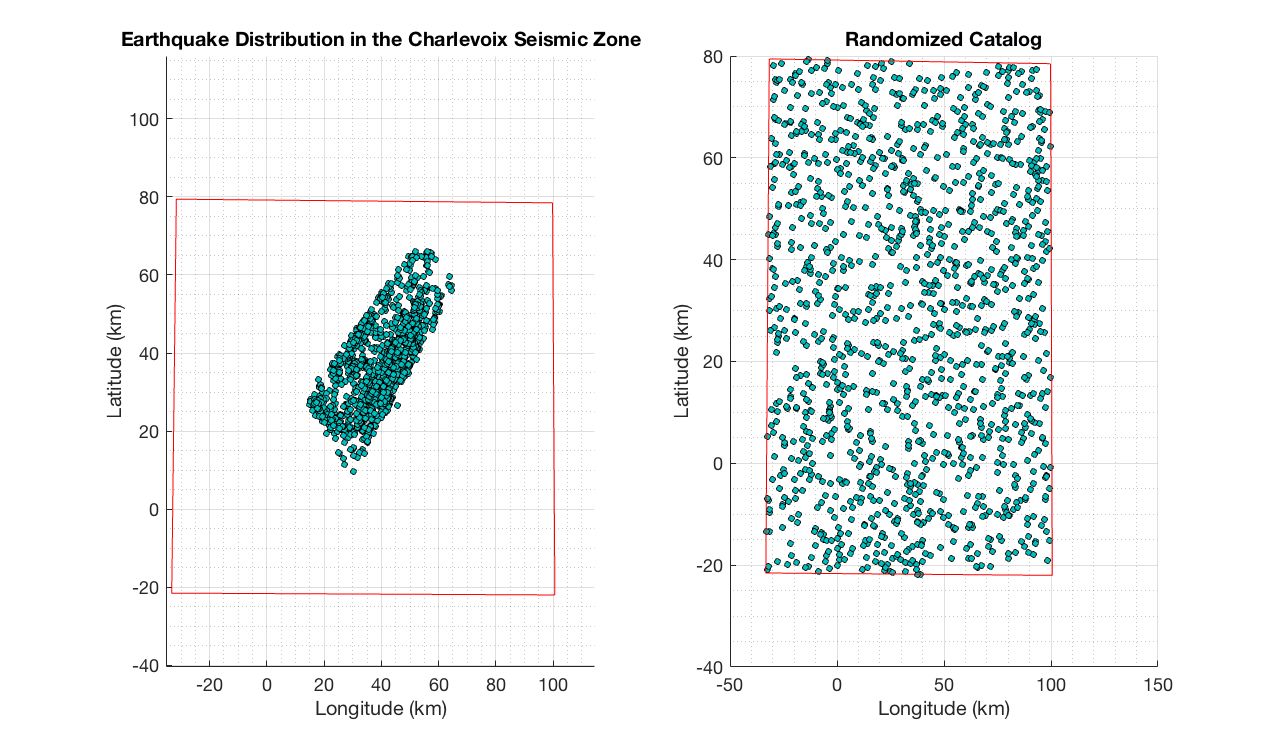 Earthquake Distribution in the Charlevoix Seismic Zone
100
80
60
40
20
0
-20
-40
-20 0 20 40 60 80 100
Latitude (km)
Longitude (km)
Randomized Catalog
80
60
40
20
0
-20
-40
-50 0 50 100 150
Latitude (km)
Longitude (km)